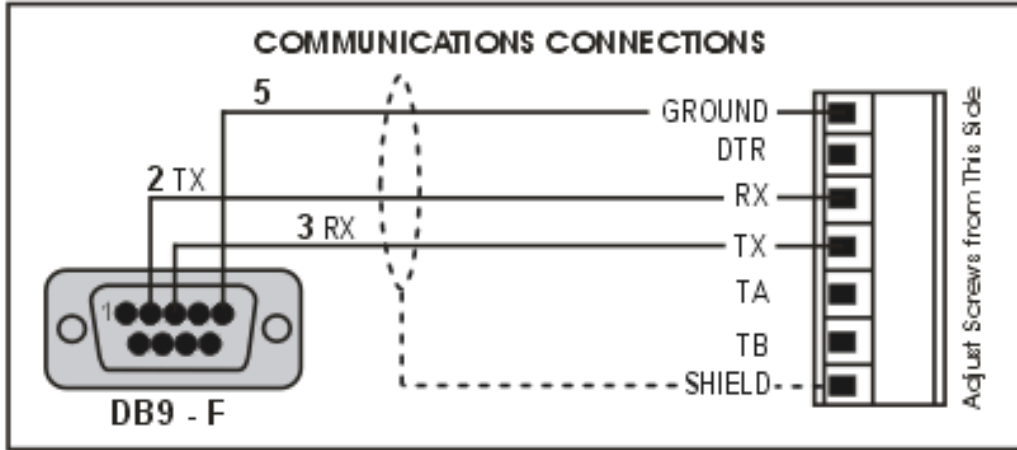 COMMUNICATIONS CONNECTIONS
5
GROUND
DTR
2 TX
RX
3 RX
TX
1
TA
TB
SHIELD
DB9 - F
Adjust Screws from This Side